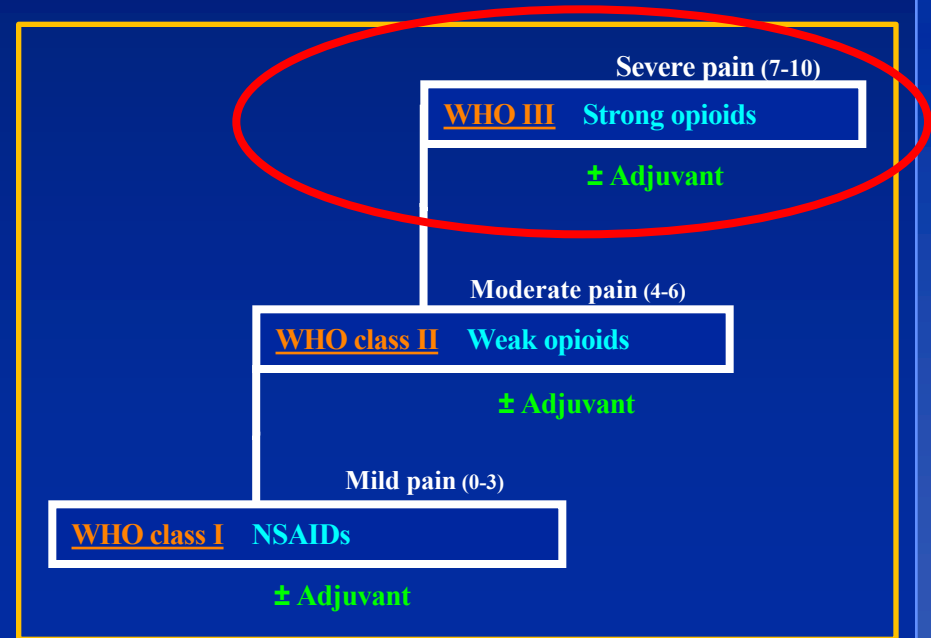 Severe pain (7-10)
WHO III Strong opioids
± Adjuvant
Moderate pain (4-6)
WHO class II Weak opioids
± Adjuvant
Mild pain (0-3)
WHO class I NSAIDs
± Adjuvant